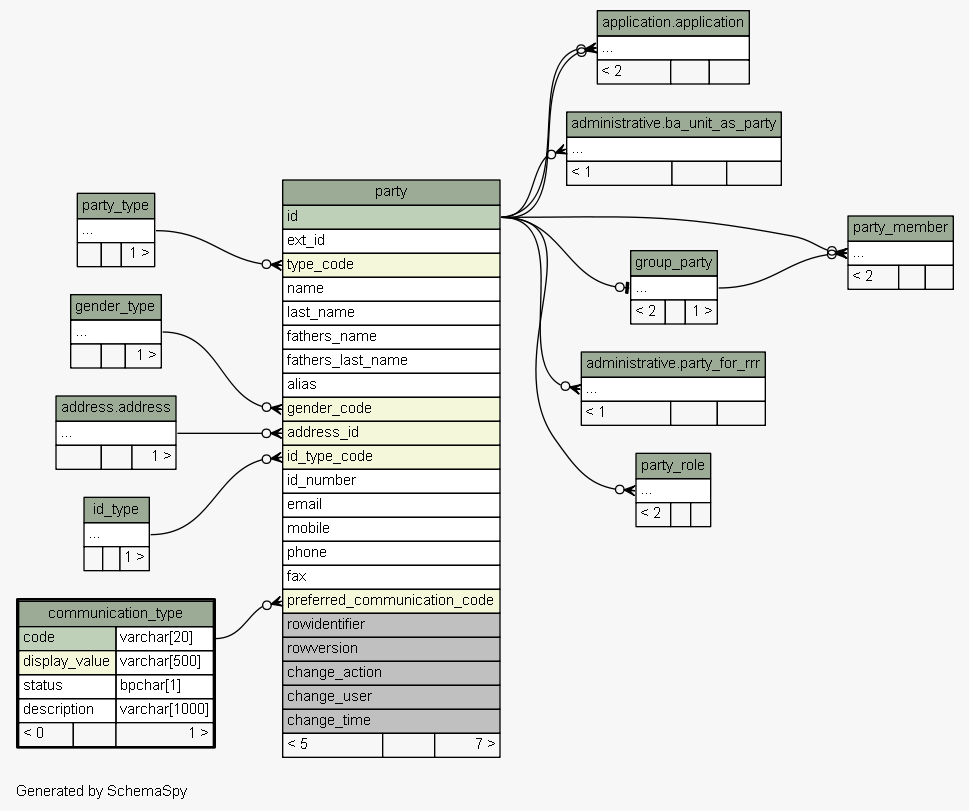 application.application
...
< 2
administrative.ba_unit_as_party
...
< 1
party_type
...
1 >
gender_type
...
1 >
address.address
...
1 >
id_type
...
1 >
communication_type
code varchar[20]
display_value varchar[500]
status bpchar[1]
description varchar[1000]
< 0 1 >
party
id
ext_id
type_code
name
last_name
fathers_name
fathers_last_name
alias
gender_code
address_id
id_type_code
id_number
email
mobile
phone
fax
preferred_communication_code
rowidentifier
rowversion
change_action
change_user
change_time
< 5 7 >
group_party
...
< 2 1 >
party_member
...
< 2
administrative.party_for_rrr
...
< 1
party_role
...
< 2
Generated by SchemaSpy